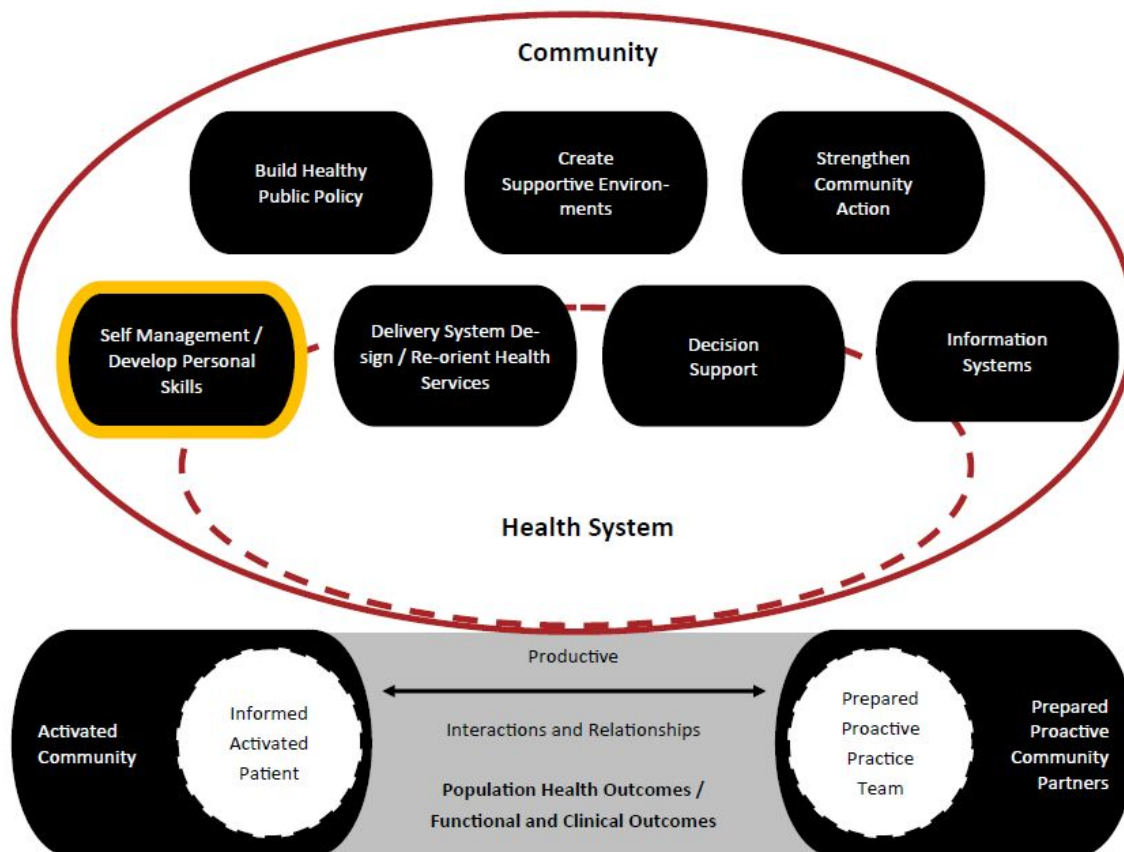 Community
Build Healthy
Public Policy
Create
Supportive Environ-
ments
Strengthen
Community
Action
Self Management /
Develop Personal
Skills
Delivery System De-
sign / Re-orient Health
Services
Decision
Support
Information
Systems
Health System
Activated
Community
Informed
Activated
Patient
Productive
Interactions and Relationships
Population Health Outcomes /
Functional and Clinical Outcomes
Prepared
Proactive
Practice
Team
Prepared
Proactive
Community
Partners